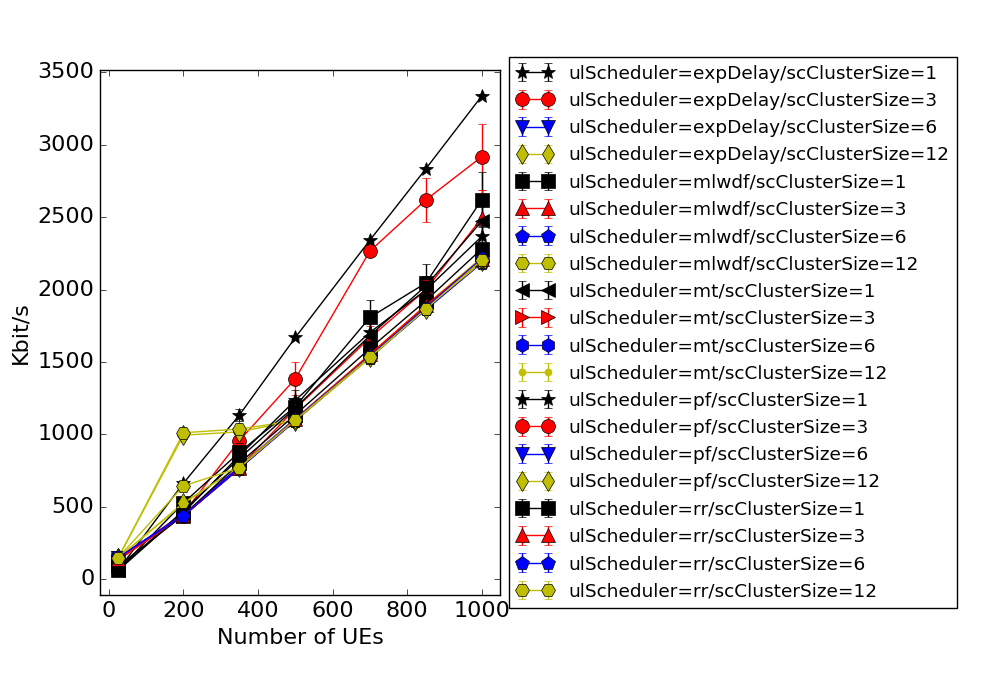 3500
3000
2500
2000
1500
1000
500
0
0
200
400
600
800
1000
Kbit/s
Number of UEs
ulScheduler=expDelay/scClusterSize=1
ulScheduler=expDelay/scClusterSize=3
ulScheduler=expDelay/scClusterSize=6
ulScheduler=expDelay/scClusterSize=12
ulScheduler=mlwdf/scClusterSize=1
ulScheduler=mlwdf/scClusterSize=3
ulScheduler=mlwdf/scClusterSize=6
ulScheduler=mlwdf/scClusterSize=12
ulScheduler=mt/scClusterSize=1
ulScheduler=mt/scClusterSize=3
ulScheduler=mt/scClusterSize=6
ulScheduler=mt/scClusterSize=12
ulScheduler=pf/scClusterSize=1
ulScheduler=pf/scClusterSize=3
ulScheduler=pf/scClusterSize=6
ulScheduler=pf/scClusterSize=12
ulScheduler=rr/scClusterSize=1
ulScheduler=rr/scClusterSize=3
ulScheduler=rr/scClusterSize=6
ulScheduler=rr/scClusterSize=12